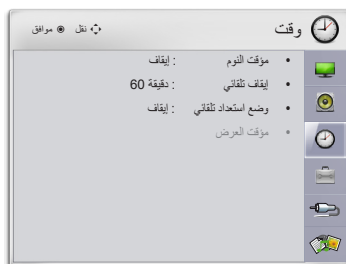 وقت
نقل موافق
• مؤقت النوم : إيقاف
• إيقاف تلقائي : دقيقة 60
• وضع استعداد تلقائي : إيقاف
• مؤقت العرض